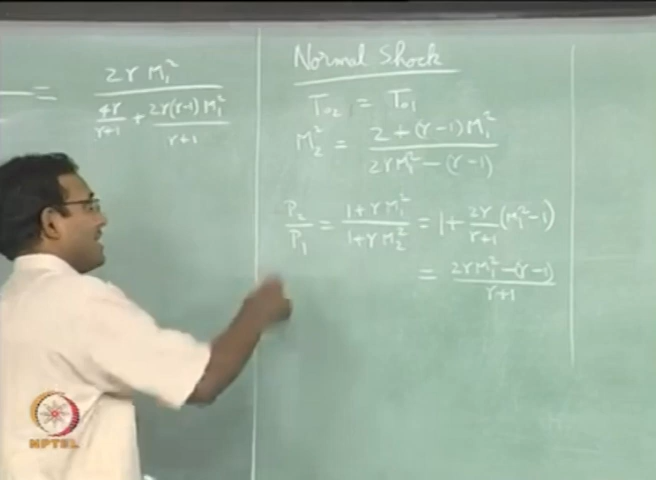 = 2γM₁² / (4γ/(γ+1) + 2γ(γ-1)M₁²/(γ+1))
Normal Shock
T₀₂ = T₀₁
M₂² = (2+(γ-1)M₁²) / (2γM₁²-(γ-1))
P₂/P₁ = (1+γM₁²)/(1+γM₂²) = 1+ 2γ/(γ+1) (M₁²-1)
= (2γM₁²-(γ-1))/(γ+1)
NPTEL